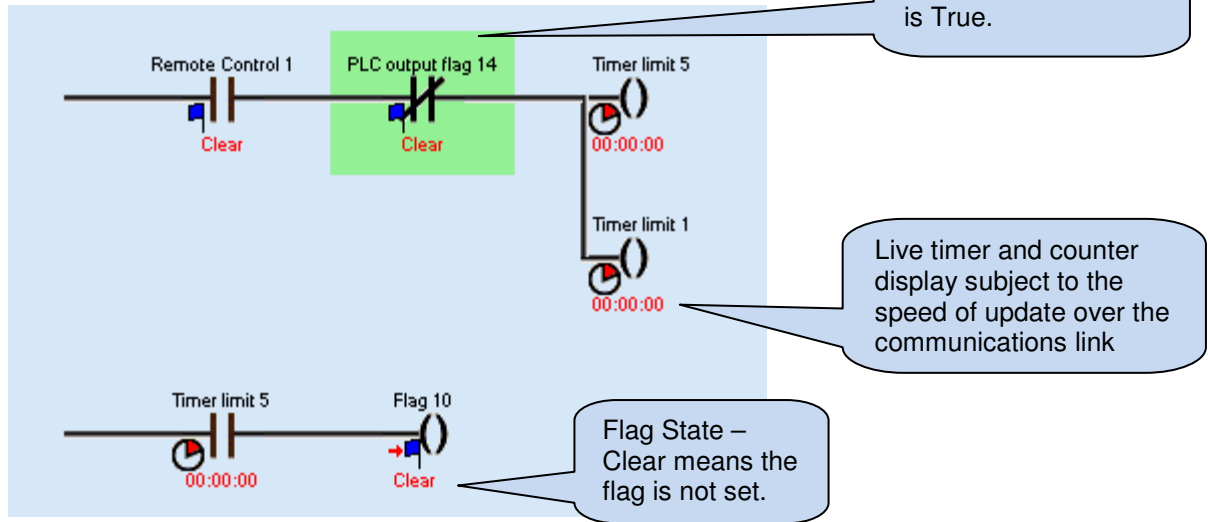 is True.
Remote Control 1 PLC output flag 14 Timer limit 5
Clear Clear 00:00:00
Timer limit 1
00:00:00
Live timer and counter
display subject to the
speed of update over the
communications link
Timer limit 5 Flag 10
00:00:00 Clear
Flag State –
Clear means the
flag is not set.